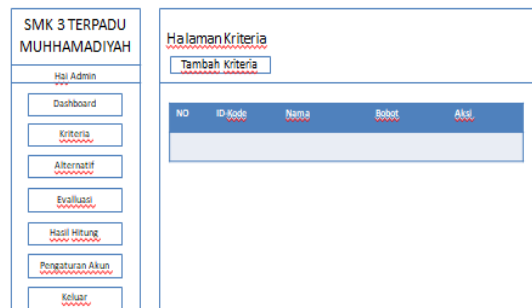 SMK 3 TERPADU
MUHHAMADIYAH
Hai Admin
Dashboard
Kriteria
Alternatif
Evalluasi
Hasil Hitung
Pengaturan Akun
Keluar
Halaman Kriteria
Tambah Kriteria
NO ID-Kode Nama Bobot Aksi